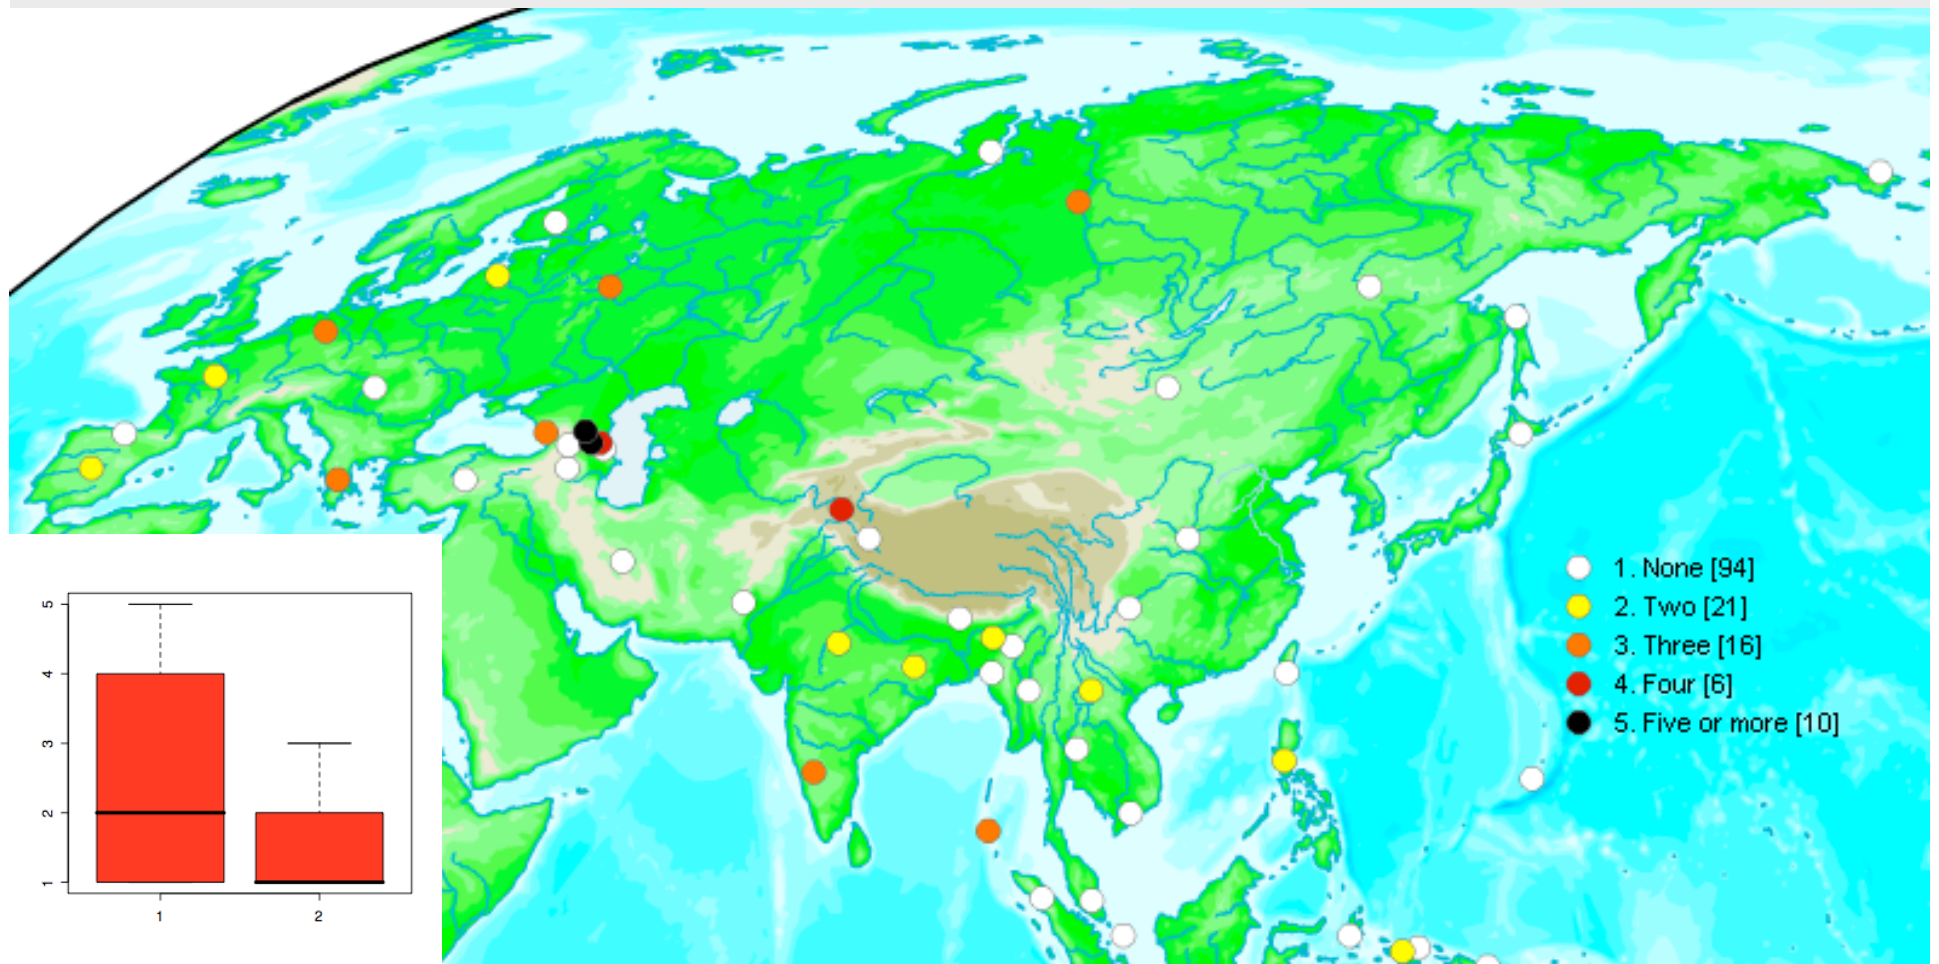 1. None [94]
2. Two [21]
3. Three [16]
4. Four [6]
5. Five or more [10]
5
4
3
2
1
1 2